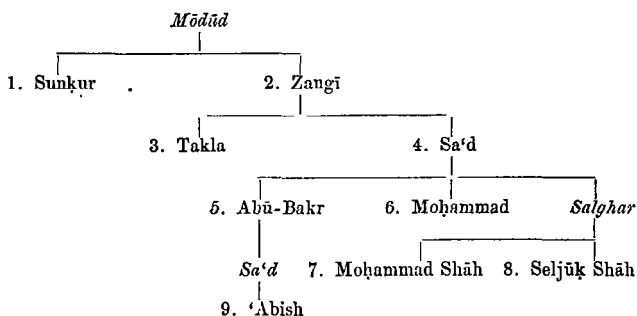 Mōdūd
1. Sunḳur 2. Zangī
3. Takla 4. Sa‘d
5. Abū-Bakr 6. Moḥammad Salghar
Sa‘d 7. Moḥammad Shāh 8. Seljūḳ Shāh
9. ‘Abish